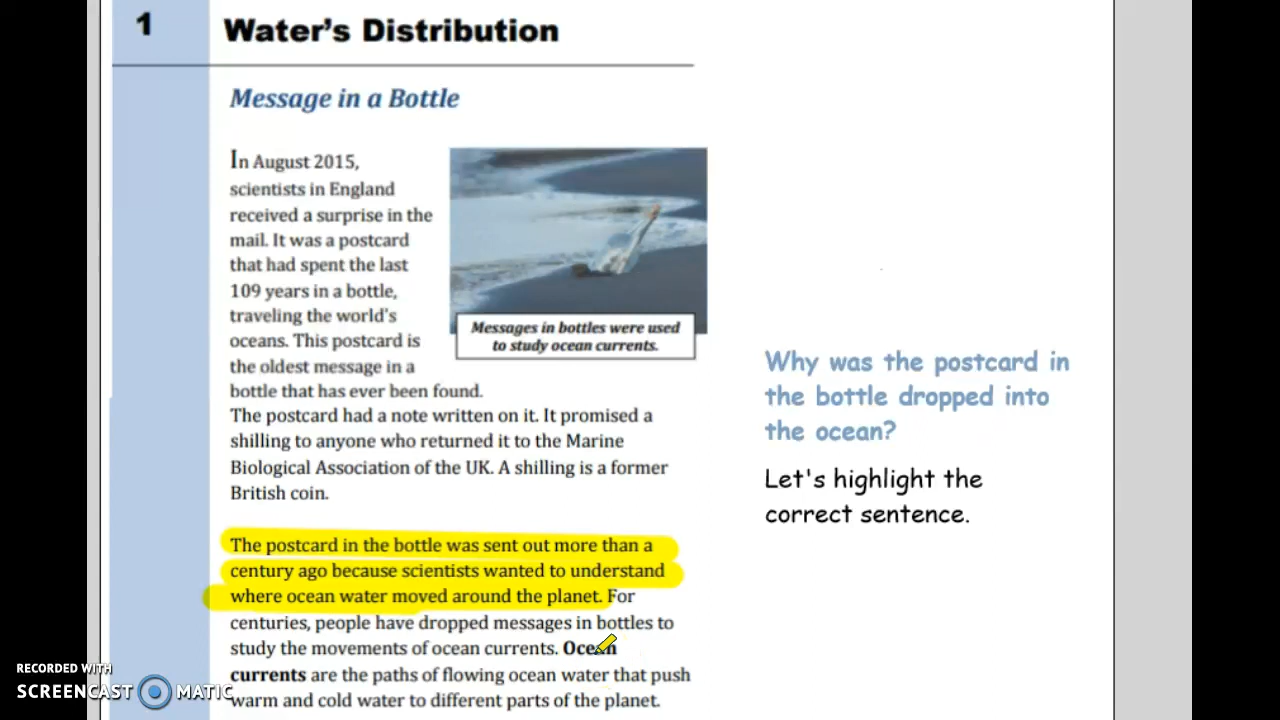 1 Water's Distribution
Message in a Bottle
In August 2015,
scientists in England
received a surprise in the
mail. It was a postcard
that had spent the last
109 years in a bottle,
traveling the world's
oceans. This postcard is
the oldest message in a
bottle that has ever been found.
The postcard had a note written on it. It promised a
shilling to anyone who returned it to the Marine
Biological Association of the UK. A shilling is a former
British coin.
Messages in bottles were used
to study ocean currents.
The postcard in the bottle was sent out more than a
century ago because scientists wanted to understand
where ocean water moved around the planet. For
centuries, people have dropped messages in bottles to
study the movements of ocean currents. Ocean
currents are the paths of flowing ocean water that push
warm and cold water to different parts of the planet.
Why was the postcard in
the bottle dropped into
the ocean?
Let's highlight the
correct sentence.
RECORDED WITH
SCREENCAST MATIC